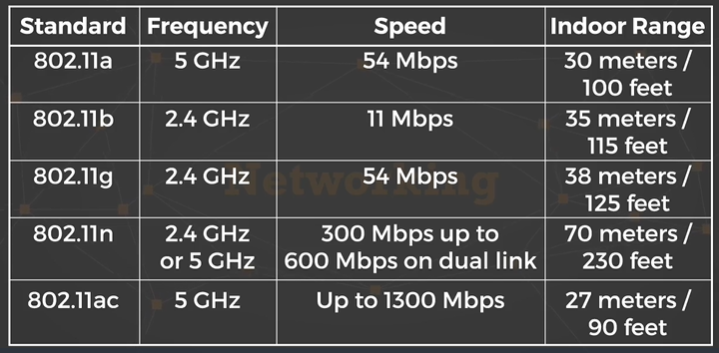 Standard Frequency Speed Indoor Range
802.11a 5 GHz 54 Mbps 30 meters /
100 feet
802.11b 2.4 GHz 11 Mbps 35 meters /
115 feet
802.11g 2.4 GHz 54 Mbps 38 meters /
125 feet
Networking
802.11n 2.4 GHz 300 Mbps up to 70 meters /
or 5 GHz 600 Mbps on dual link 230 feet
802.11ac 5 GHz Up to 1300 Mbps 27 meters /
90 feet